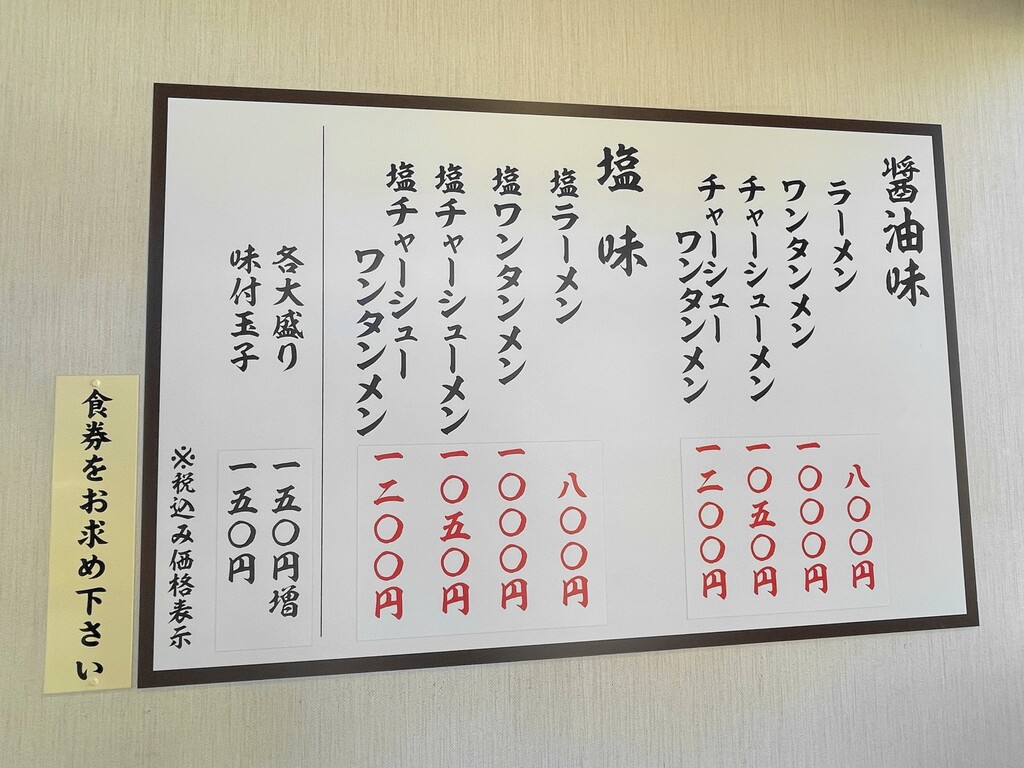 醤油味
ラーメン 八〇〇円
ワンタンメン 一〇〇〇円
チャーシューメン 一〇五〇円
チャーシュー
ワンタンメン 一二〇〇円
塩味
塩ラーメン 八〇〇円
塩ワンタンメン 一〇〇〇円
塩チャーシューメン 一〇五〇円
塩チャーシュー
ワンタンメン 一二〇〇円
各大盛り 一五〇円増
味付玉子 一五〇円
※税込み価格表示
食券をお求め下さい